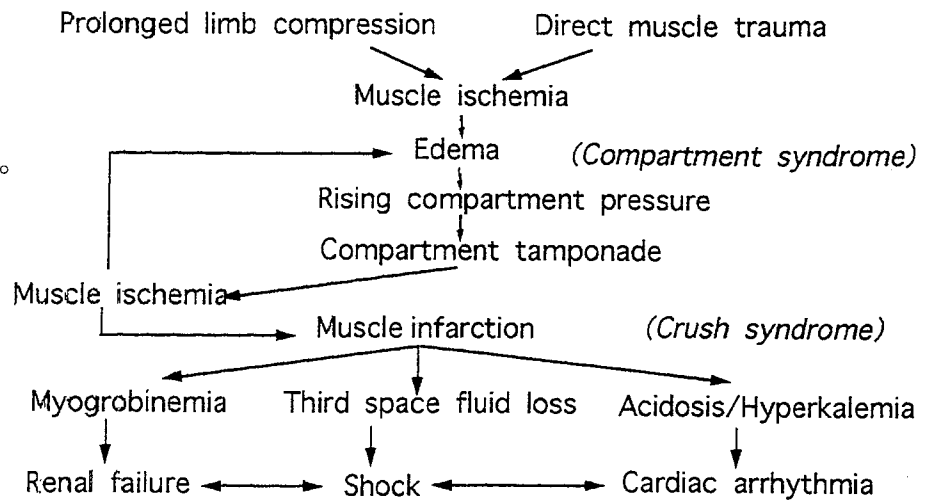 Prolonged limb compression Direct muscle trauma
Muscle ischemia
Edema (Compartment syndrome)
Rising compartment pressure
Compartment tamponade
Muscle ischemia
Muscle infarction (Crush syndrome)
Myogrobinemia Third space fluid loss Acidosis/Hyperkalemia
Renal failure Shock Cardiac arrhythmia